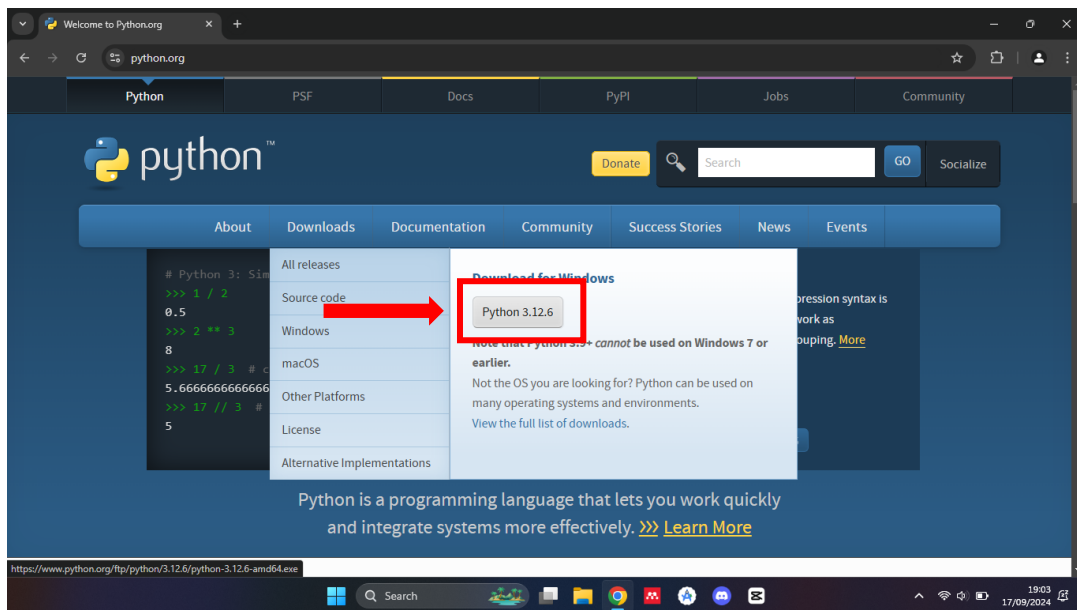 Welcome to Python.org
python.org
Python PSF Docs PyPI Jobs Community
python™
Donate Search GO Socialize
About Downloads Documentation Community Success Stories News Events
# Python 3: Sim
>>> 1 / 2
0.5
>>> 2 ** 3
8
>>> 17 / 3 # c
5.6666666666666
>>> 17 // 3 #
5
All releases
Source code
Windows
macOS
Other Platforms
License
Alternative Implementations
Download for Windows
Python 3.12.6
Note that Python 3.9+ cannot be used on Windows 7 or
earlier.
Not the OS you are looking for? Python can be used on
many operating systems and environments.
View the full list of downloads.
pression syntax is
work as
ouping. More
Python is a programming language that lets you work quickly
and integrate systems more effectively. >>> Learn More
https://www.python.org/ftp/python/3.12.6/python-3.12.6-amd64.exe
Search
19:03
17/09/2024